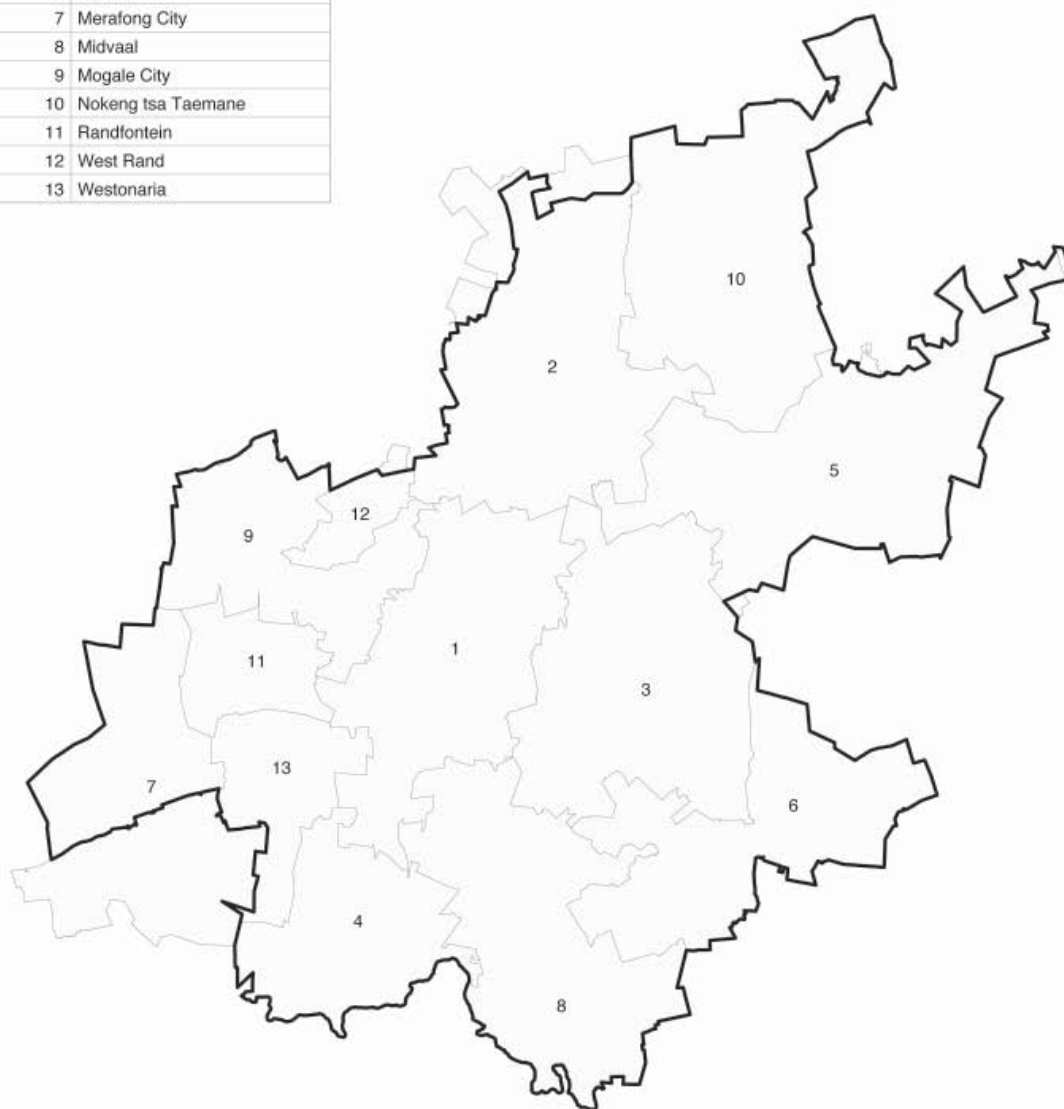 7 Merafong City
8 Midvaal
9 Mogale City
10 Nokeng tsa Taemane
11 Randfontein
12 West Rand
13 Westonaria
10
2
5
12
9
1
11
3
13
7
6
4
8